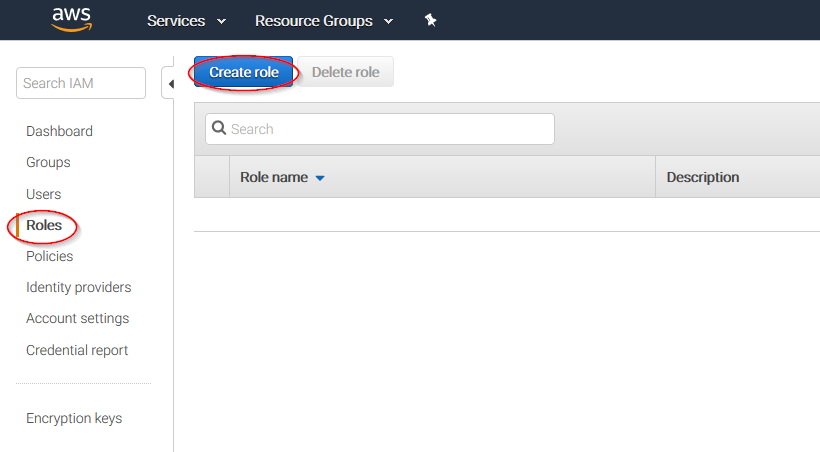 aws Services Resource Groups
Search IAM
Dashboard
Groups
Users
Roles
Policies
Identity providers
Account settings
Credential report
Encryption keys
Create role Delete role
Search
Role name Description